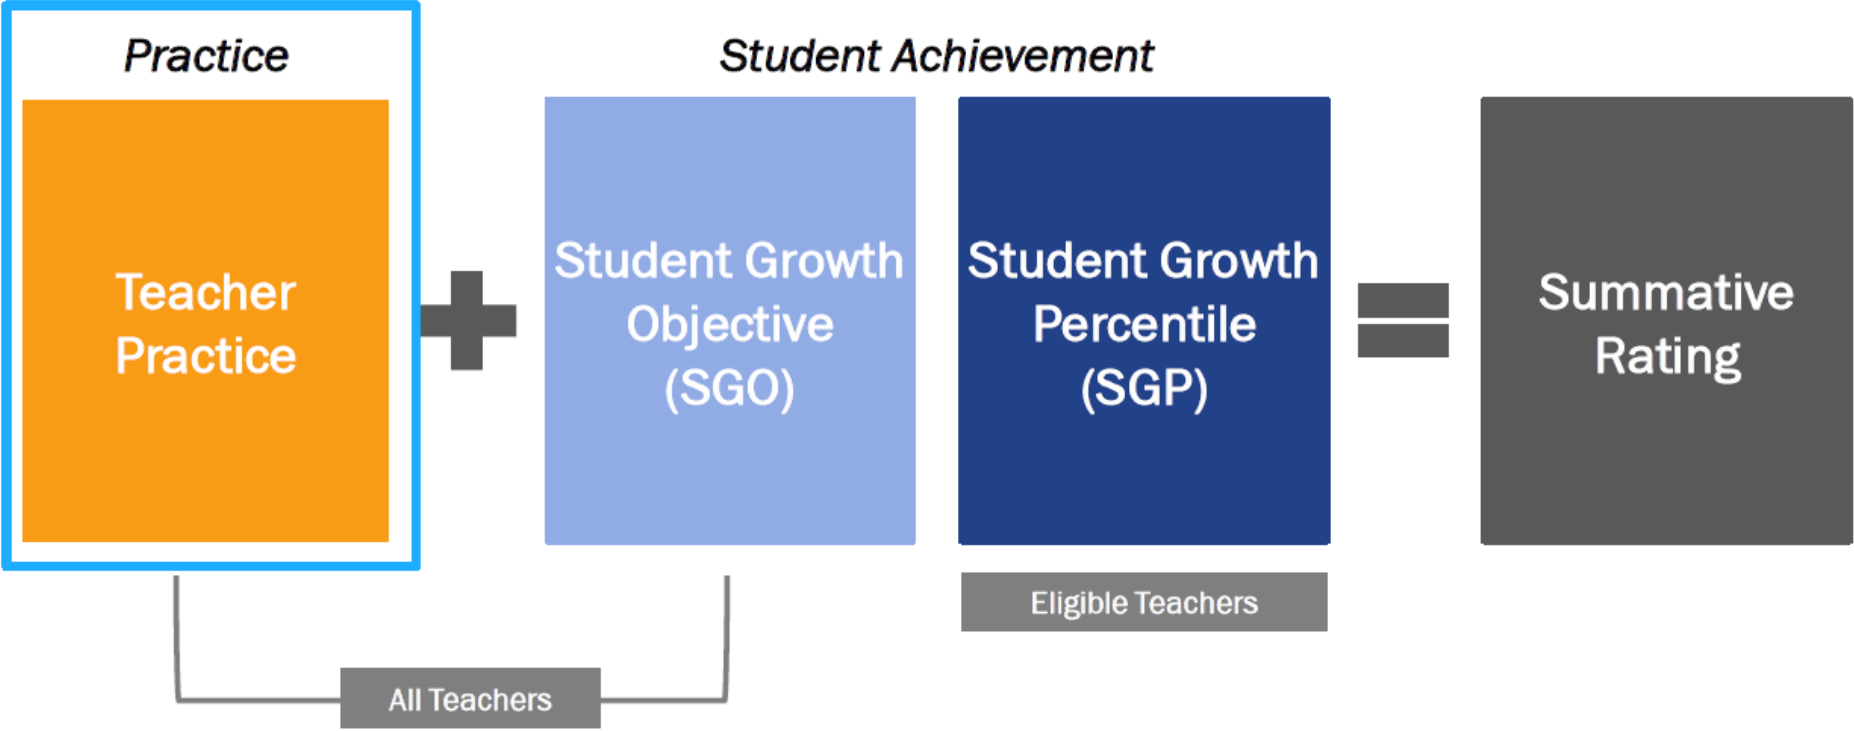 Practice
Student Achievement
Teacher
Practice
Student Growth
Objective
(SGO)
Student Growth
Percentile
(SGP)
Summative
Rating
Eligible Teachers
All Teachers